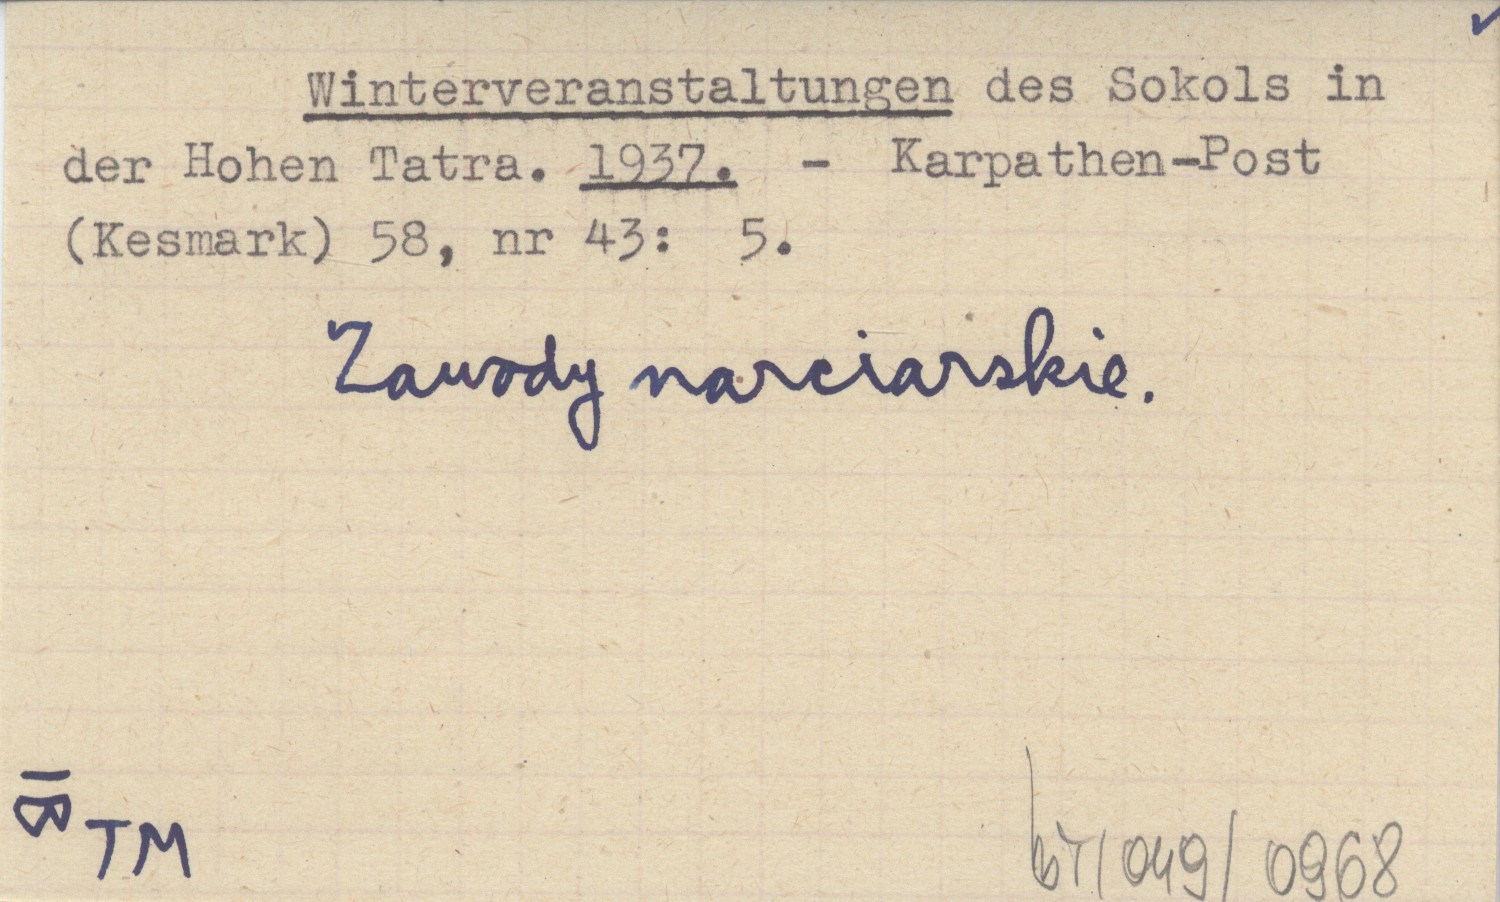 Winterveranstaltungen des Sokols in
der Hohen Tatra. 1937. - Karpathen-Post
(Kesmark) 58, nr 43: 5.
Zawody narciarskie.
TM
bT/049/0968